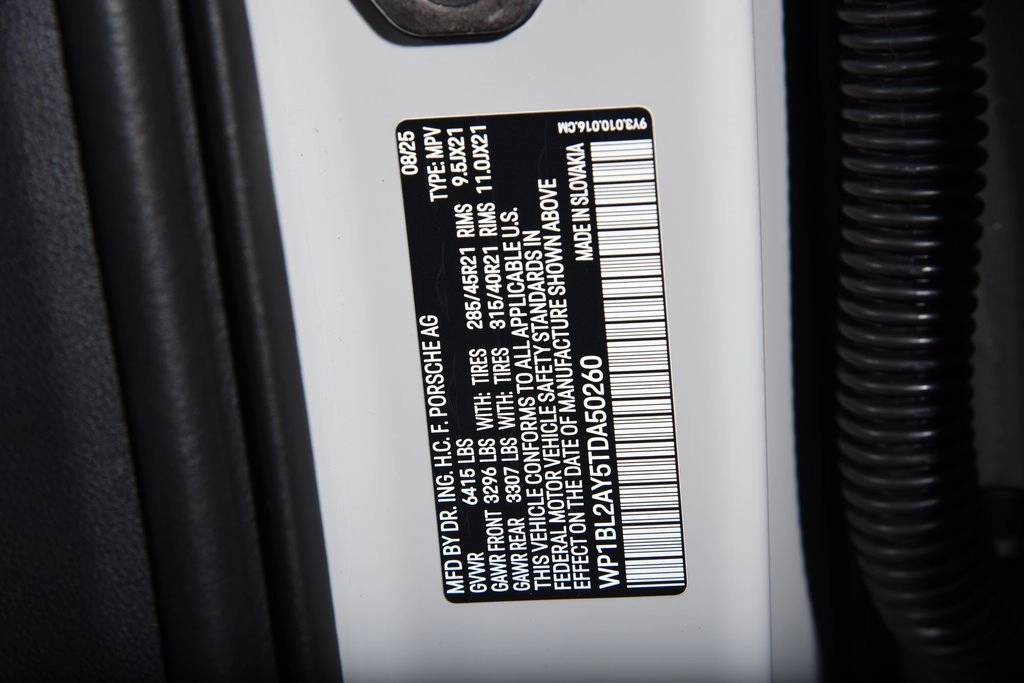 MFD BY DR. ING. H.C. F. PORSCHE AG 08/25
GVWR 6415 LBS TYPE: MPV
GAWR FRONT 3296 LBS WITH: TIRES 285/45R21 RIMS 9.5JX21
GAWR REAR 3307 LBS WITH: TIRES 315/40R21 RIMS 11.0JX21
THIS VEHICLE CONFORMS TO ALL APPLICABLE U.S.
FEDERAL MOTOR VEHICLE SAFETY STANDARDS IN
EFFECT ON THE DATE OF MANUFACTURE SHOWN ABOVE
WP1BL2AY5TDA50260 MADE IN SLOVAKIA
9Y3.010.016.CM